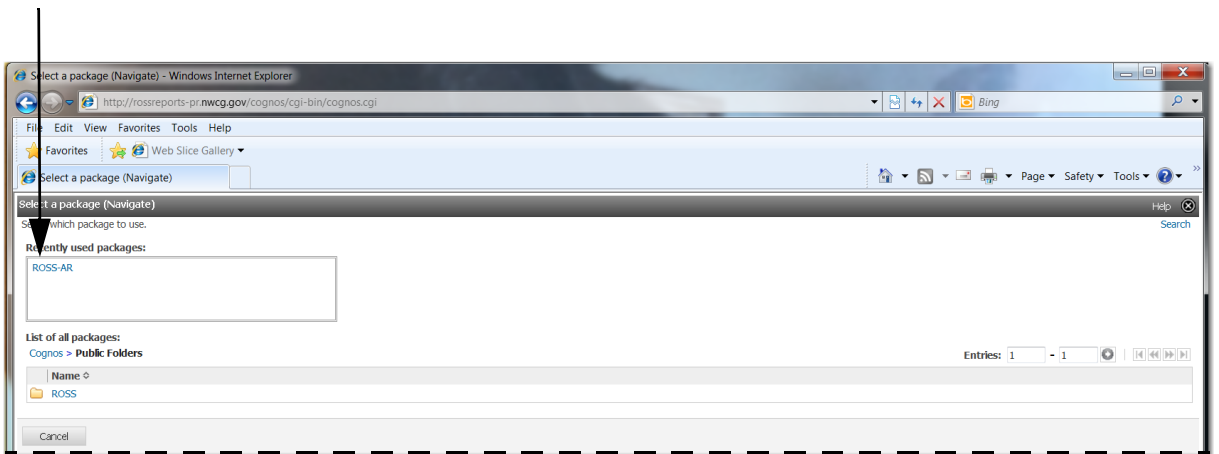 Select a package (Navigate) - Windows Internet Explorer
http://rossreports-pr.nwcg.gov/cognos/cgi-bin/cognos.cgi
Bing
File Edit View Favorites Tools Help
Favorites Web Slice Gallery
Select a package (Navigate)
Page Safety Tools
Select a package (Navigate)
Help
Select which package to use.
Search
Recently used packages:
ROSS-AR
List of all packages:
Cognos > Public Folders
Entries: 1 - 1
Name
ROSS
Cancel